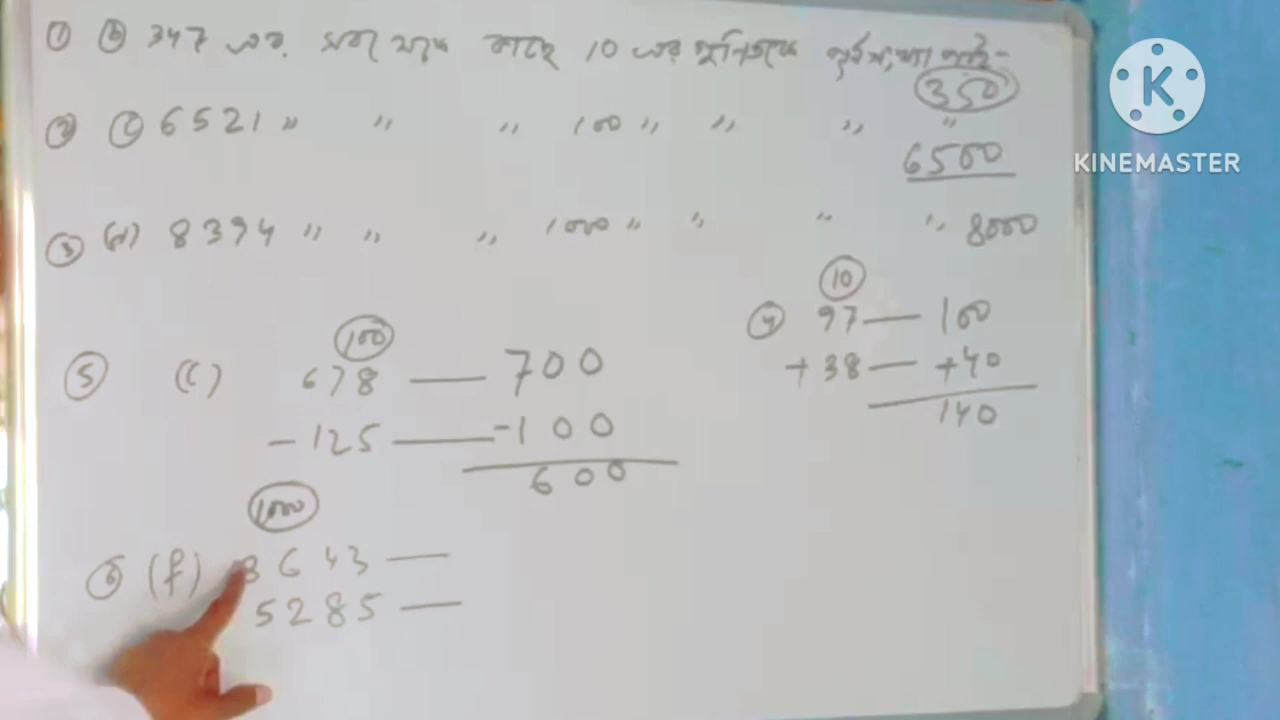 ① ⓑ 347 এর সবচেয়ে কাছে 10 এর গুণিতকে পূর্ণসংখ্যা পাই-
350
② ⓒ 6521 " " " 100 " " " "
6500
③ (d) 8394 " " " 1000 " " " " 8000
10
④ 97 — 100
+38 — +40
140
100
⑤ (c) 678 — 700
-125 — -100
600
1000
⑥ (f) 8643 —
5285 —
K
KINEMASTER